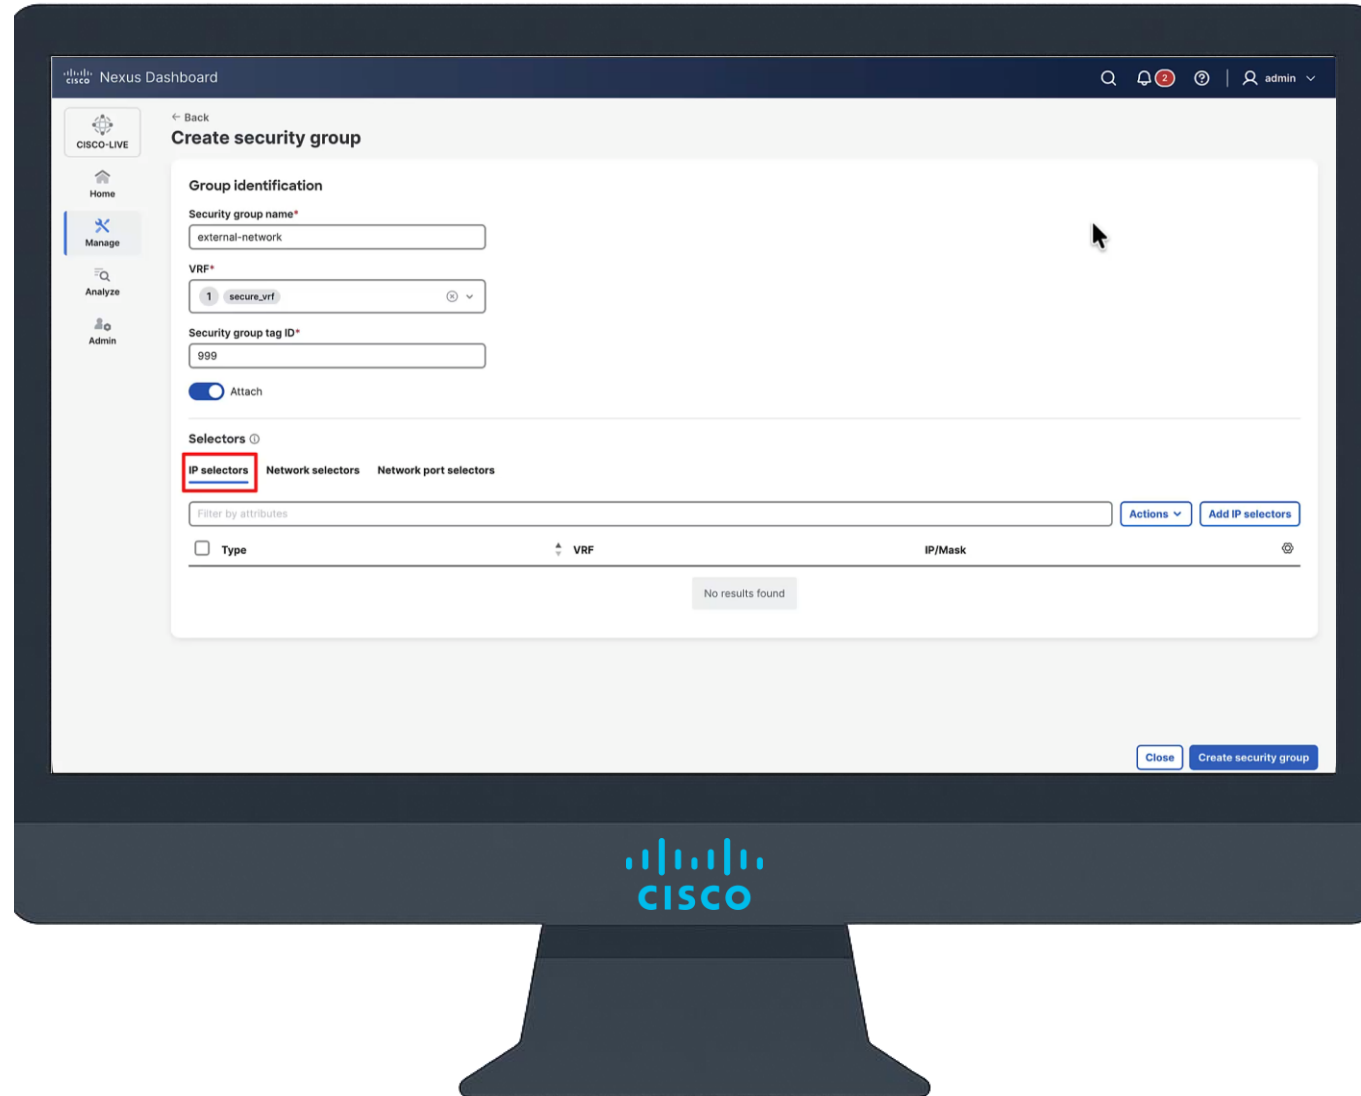 cisco Nexus Dashboard
2
admin
CISCO-LIVE
Home
Manage
Analyze
Admin
← Back
Create security group
Group identification
Security group name*
external-network
VRF*
1 secure_vrf
Security group tag ID*
999
Attach
Selectors
IP selectors Network selectors Network port selectors
Filter by attributes
Actions
Add IP selectors
Type VRF IP/Mask
No results found
Close
Create security group
CISCO